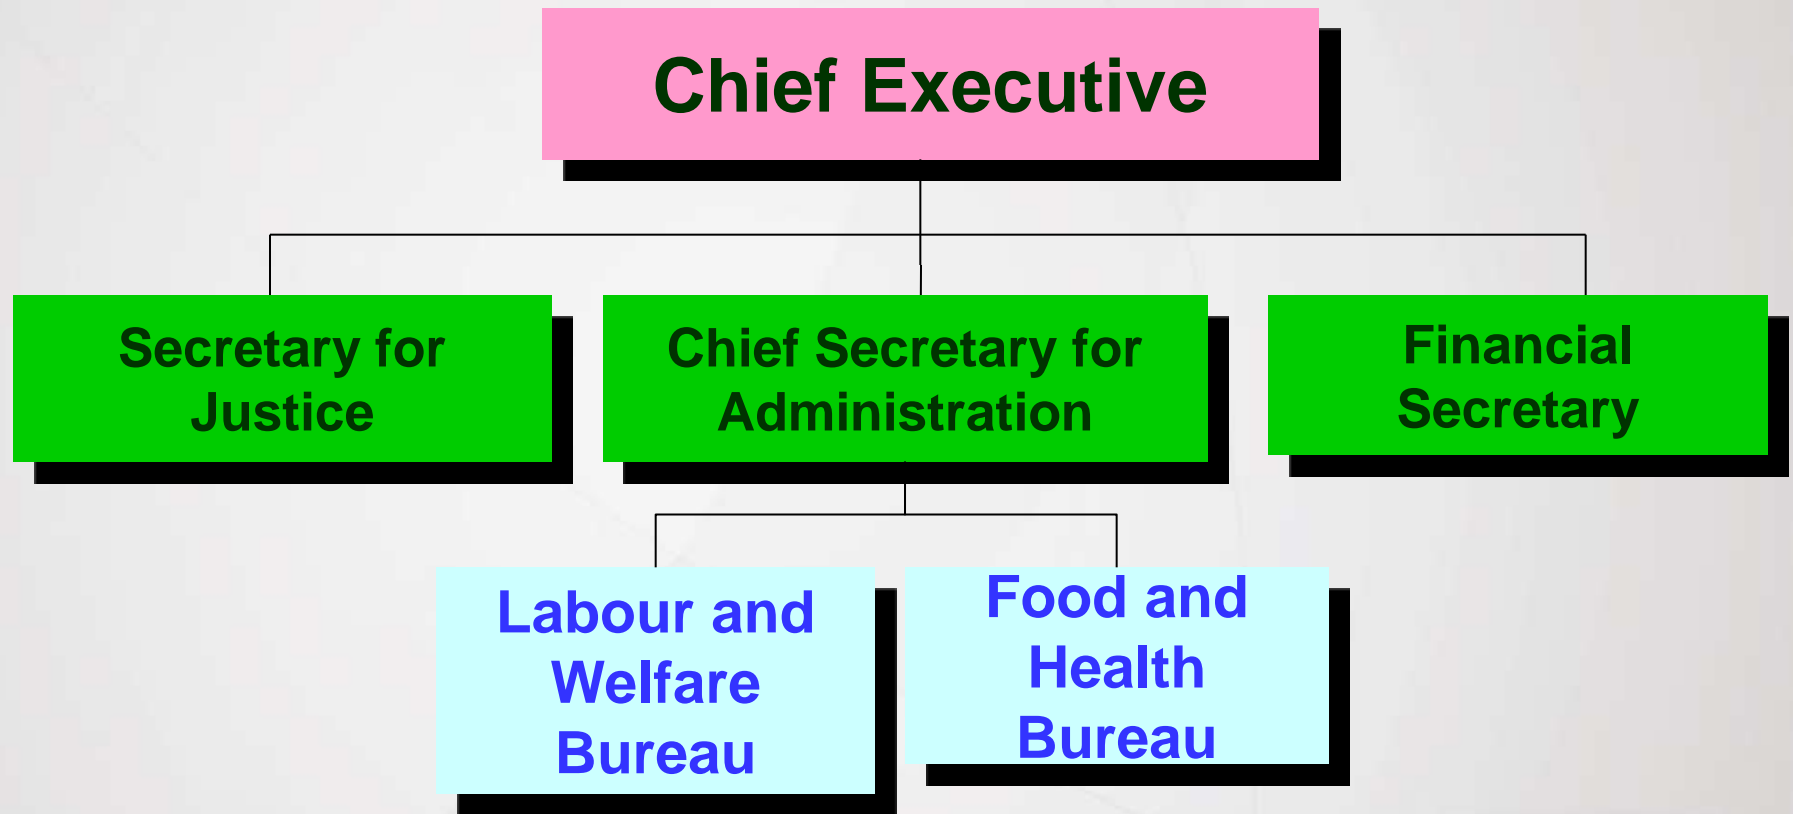 Chief Executive
Secretary for
Justice
Chief Secretary for
Administration
Financial
Secretary
Labour and
Welfare
Bureau
Food and
Health
Bureau